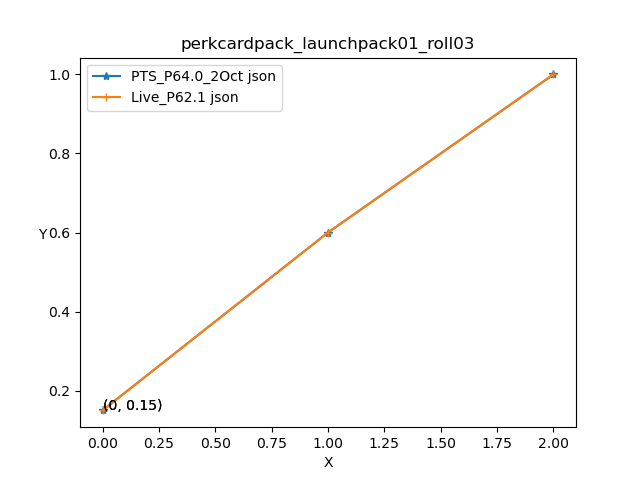 perkcardpack_launchpack01_roll03
PTS_P64.0_2Oct json
Live_P62.1 json
1.0
0.8
Y 0.6
0.4
0.2
(0, 0.15)
0.00 0.25 0.50 0.75 1.00 1.25 1.50 1.75 2.00
X